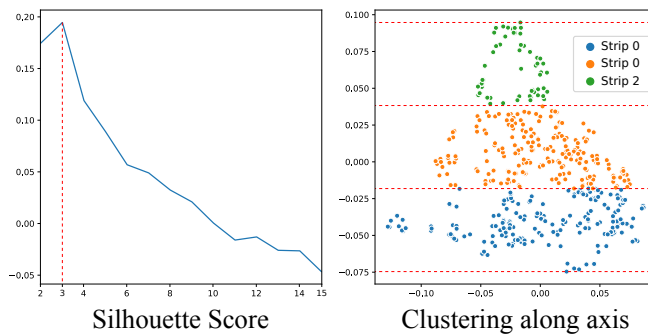 0.20
0.15
0.10
0.05
0.00
−0.05
2 3 4 6 8 10 12 14 15
Silhouette Score
0.100
0.075
0.050
0.025
0.000
−0.025
−0.050
−0.075
−0.10 −0.05 0.00 0.05
Strip 0
Strip 0
Strip 2
Clustering along axis